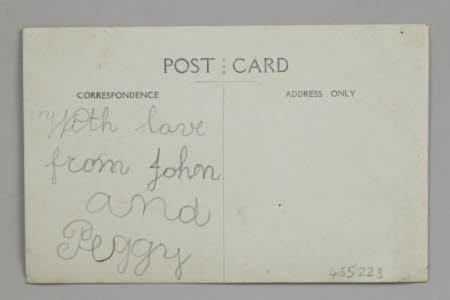 POST CARD
CORRESPONDENCE
ADDRESS ONLY
With love
from John
and
Peggy
455223